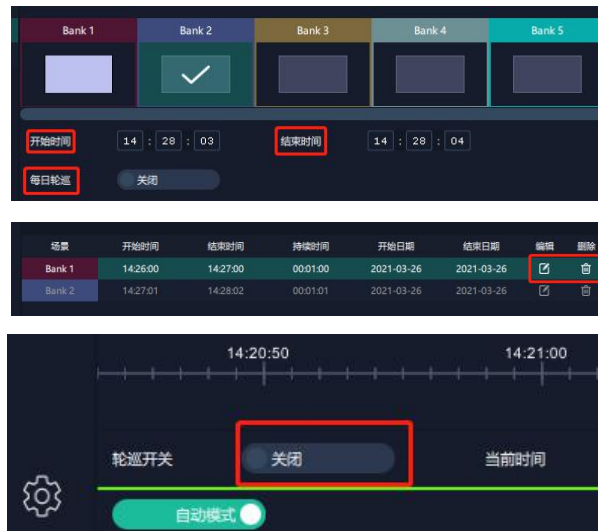 Bank 1 Bank 2 Bank 3 Bank 4 Bank 5
开始时间 14 : 28 : 03 结束时间 14 : 28 : 04
每日轮巡 关闭
场景 开始时间 结束时间 持续时间 开始日期 结束日期 编辑 删除
Bank 1 14:26:00 14:27:00 00:01:00 2021-03-26 2021-03-26
Bank 2 14:27:01 14:28:02 00:01:01 2021-03-26 2021-03-26
14:20:50 14:21:00
轮巡开关 关闭 当前时间
自动模式